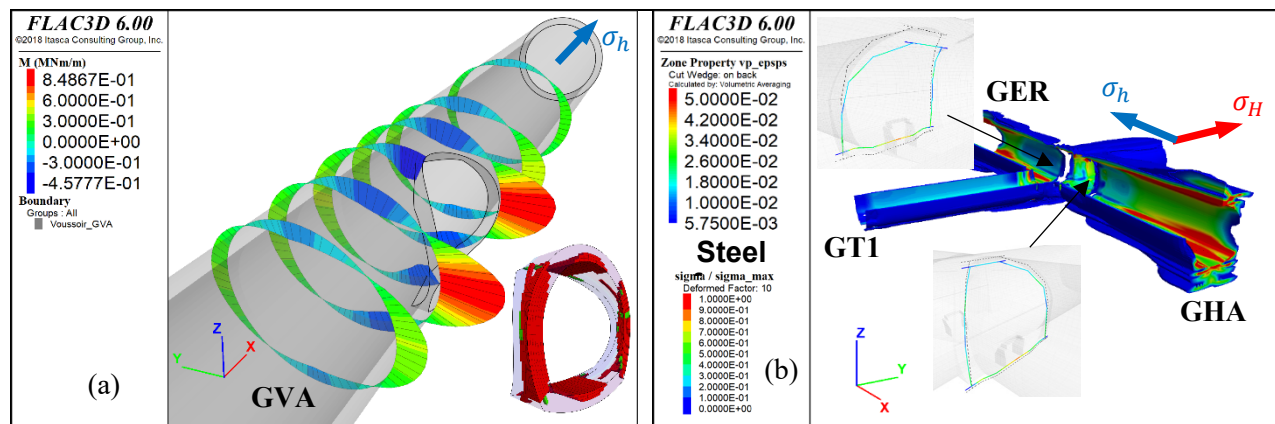 FLAC3D 6.00
©2018 Itasca Consulting Group, Inc.
M (MNm/m)
8.4867E-01
6.0000E-01
3.0000E-01
0.0000E+00
-3.0000E-01
-4.5777E-01
Boundary
Groups : All
Voussoir_GVA
σh
Z
X
Y
(a)
GVA
FLAC3D 6.00
©2018 Itasca Consulting Group, Inc.
Zone Property vp_epsps
Cut Wedge: on back
Calculated by: Volumetric Averaging
5.0000E-02
4.2000E-02
3.4000E-02
2.6000E-02
1.8000E-02
1.0000E-02
5.7500E-03
Steel
sigma / sigma_max
Deformed Factor: 10
1.0000E+00
9.0000E-01
8.0000E-01
7.0000E-01
6.0000E-01
5.0000E-01
4.0000E-01
3.0000E-01
2.0000E-01
1.0000E-01
0.0000E+00
GER
σh
σH
GT1
GHA
Z
Y
X
(b)